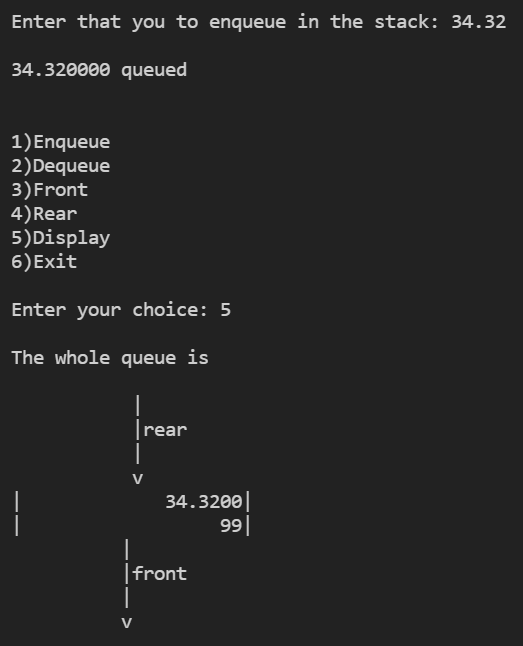 Enter that you to enqueue in the stack: 34.32
34.320000 queued
1)Enqueue
2)Dequeue
3)Front
4)Rear
5)Display
6)Exit
Enter your choice: 5
The whole queue is
|
|rear
|
v
| 34.3200|
| 99|
|
|front
|
v